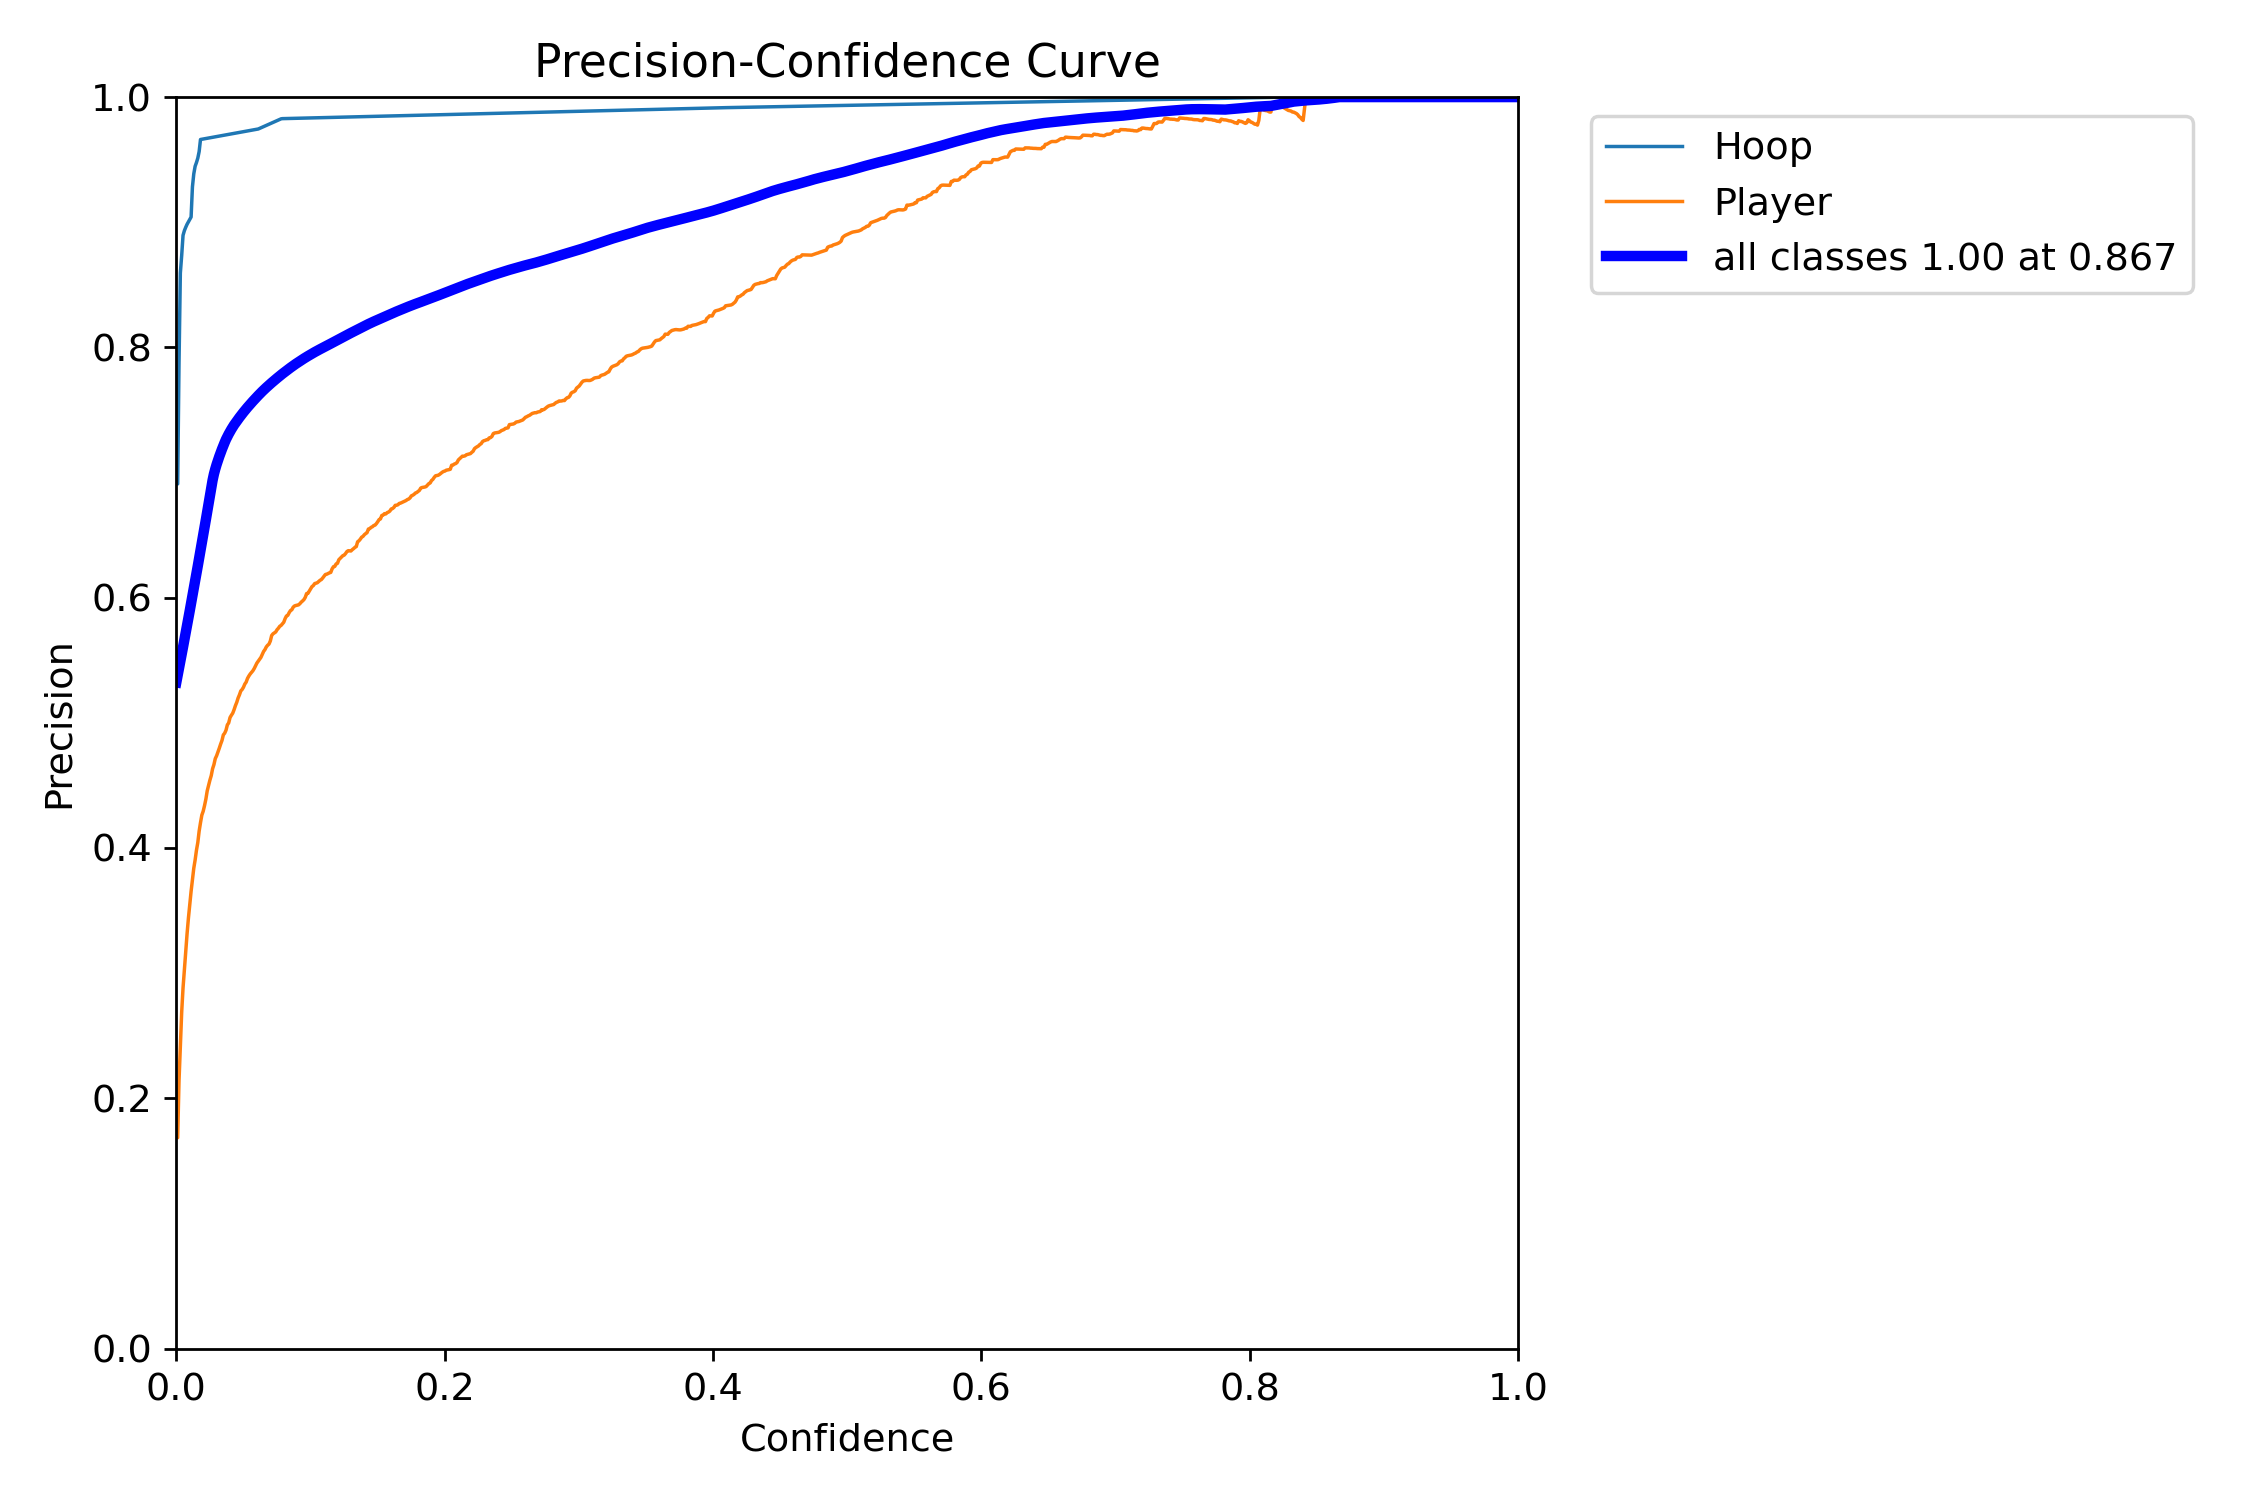 Precision-Confidence Curve
1.0
0.8
0.6
0.4
0.2
0.0
Precision
0.0 0.2 0.4 0.6 0.8 1.0
Confidence
Hoop
Player
all classes 1.00 at 0.867